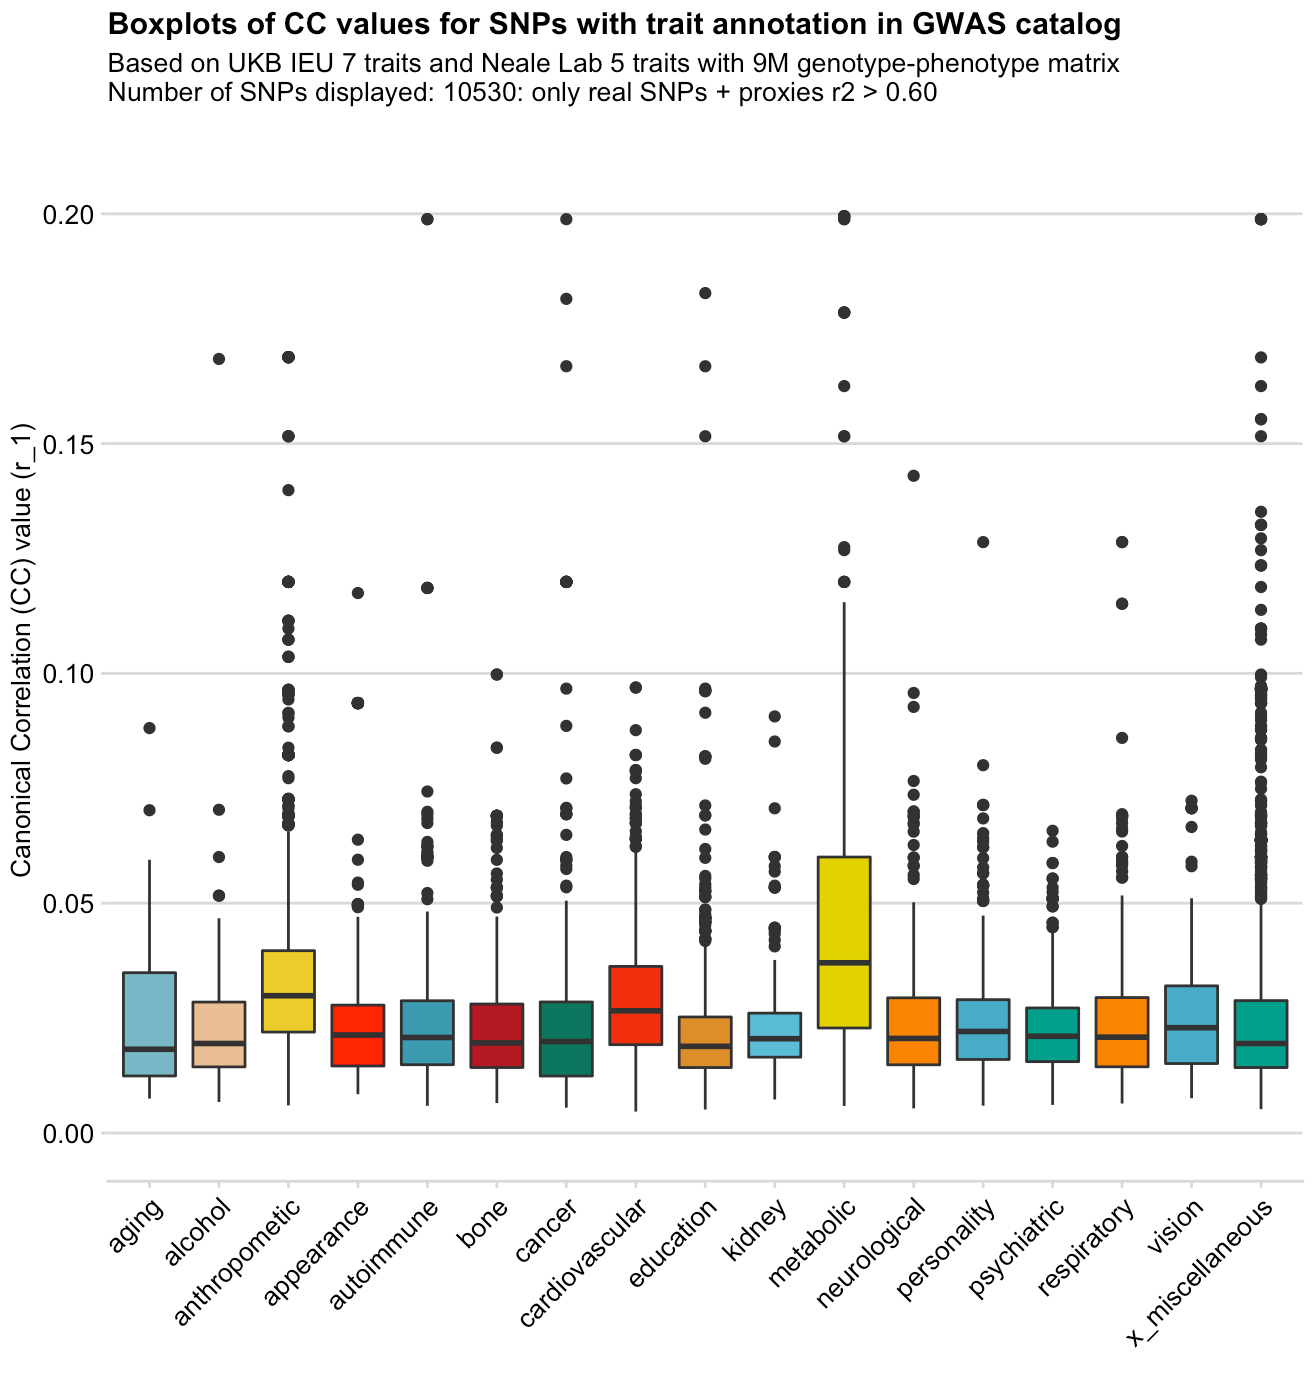 Boxplots of CC values for SNPs with trait annotation in GWAS catalog
Based on UKB IEU 7 traits and Neale Lab 5 traits with 9M genotype-phenotype matrix
Number of SNPs displayed: 10530: only real SNPs + proxies r2 > 0.60
Canonical Correlation (CC) value (r_1)
0.20
0.15
0.10
0.05
0.00
aging
alcohol
anthropometic
appearance
autoimmune
bone
cancer
cardiovascular
education
kidney
metabolic
neurological
personality
psychiatric
respiratory
vision
x_miscellaneous